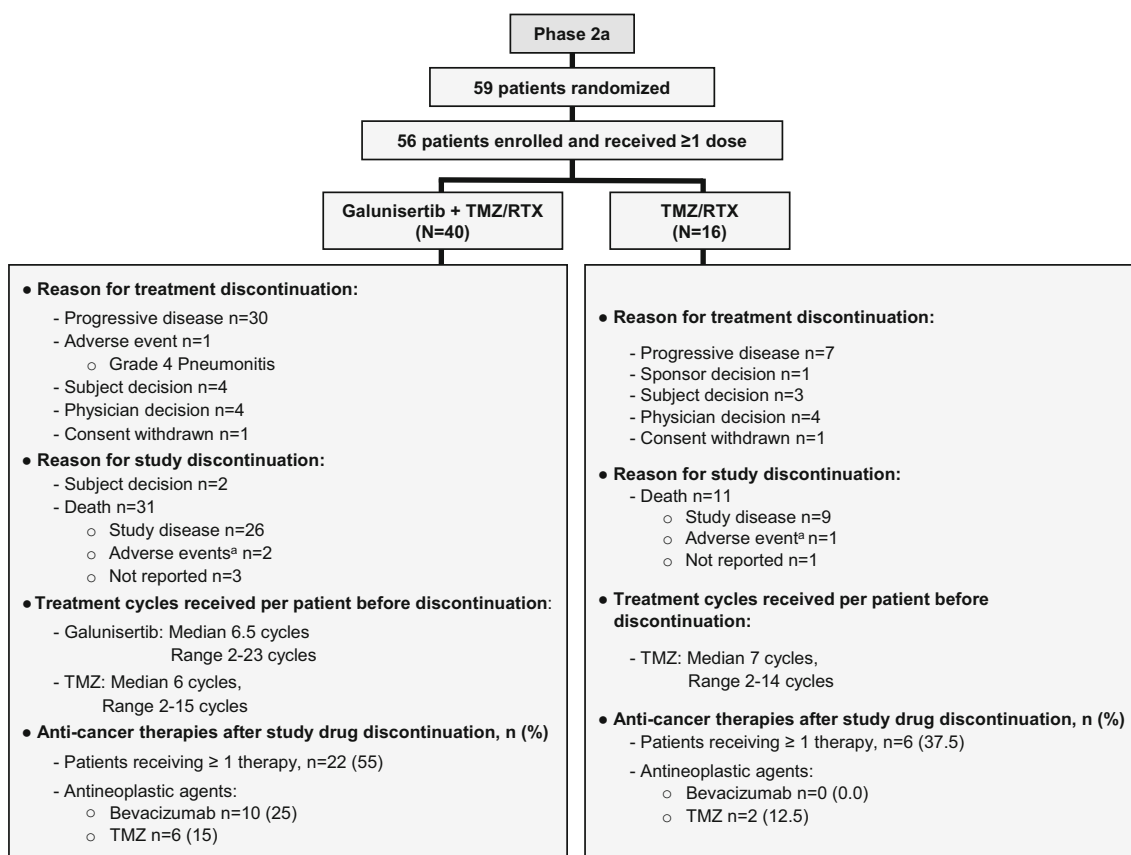 Phase 2a
59 patients randomized
56 patients enrolled and received ≥1 dose
Galunisertib + TMZ/RTX
(N=40)
TMZ/RTX
(N=16)
● Reason for treatment discontinuation:
- Progressive disease n=30
- Adverse event n=1
○ Grade 4 Pneumonitis
- Subject decision n=4
- Physician decision n=4
- Consent withdrawn n=1
● Reason for study discontinuation:
- Subject decision n=2
- Death n=31
○ Study disease n=26
○ Adverse eventsᵃ n=2
○ Not reported n=3
● Treatment cycles received per patient before discontinuation:
- Galunisertib: Median 6.5 cycles
Range 2-23 cycles
- TMZ: Median 6 cycles,
Range 2-15 cycles
● Anti-cancer therapies after study drug discontinuation, n (%)
- Patients receiving ≥ 1 therapy, n=22 (55)
- Antineoplastic agents:
○ Bevacizumab n=10 (25)
○ TMZ n=6 (15)
● Reason for treatment discontinuation:
- Progressive disease n=7
- Sponsor decision n=1
- Subject decision n=3
- Physician decision n=4
- Consent withdrawn n=1
● Reason for study discontinuation:
- Death n=11
○ Study disease n=9
○ Adverse eventᵃ n=1
○ Not reported n=1
● Treatment cycles received per patient before
discontinuation:
- TMZ: Median 7 cycles,
Range 2-14 cycles
● Anti-cancer therapies after study drug discontinuation, n (%)
- Patients receiving ≥ 1 therapy, n=6 (37.5)
- Antineoplastic agents:
○ Bevacizumab n=0 (0.0)
○ TMZ n=2 (12.5)